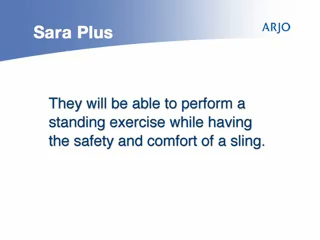 Sara Plus
ARJO
They will be able to perform a
standing exercise while having
the safety and comfort of a sling.